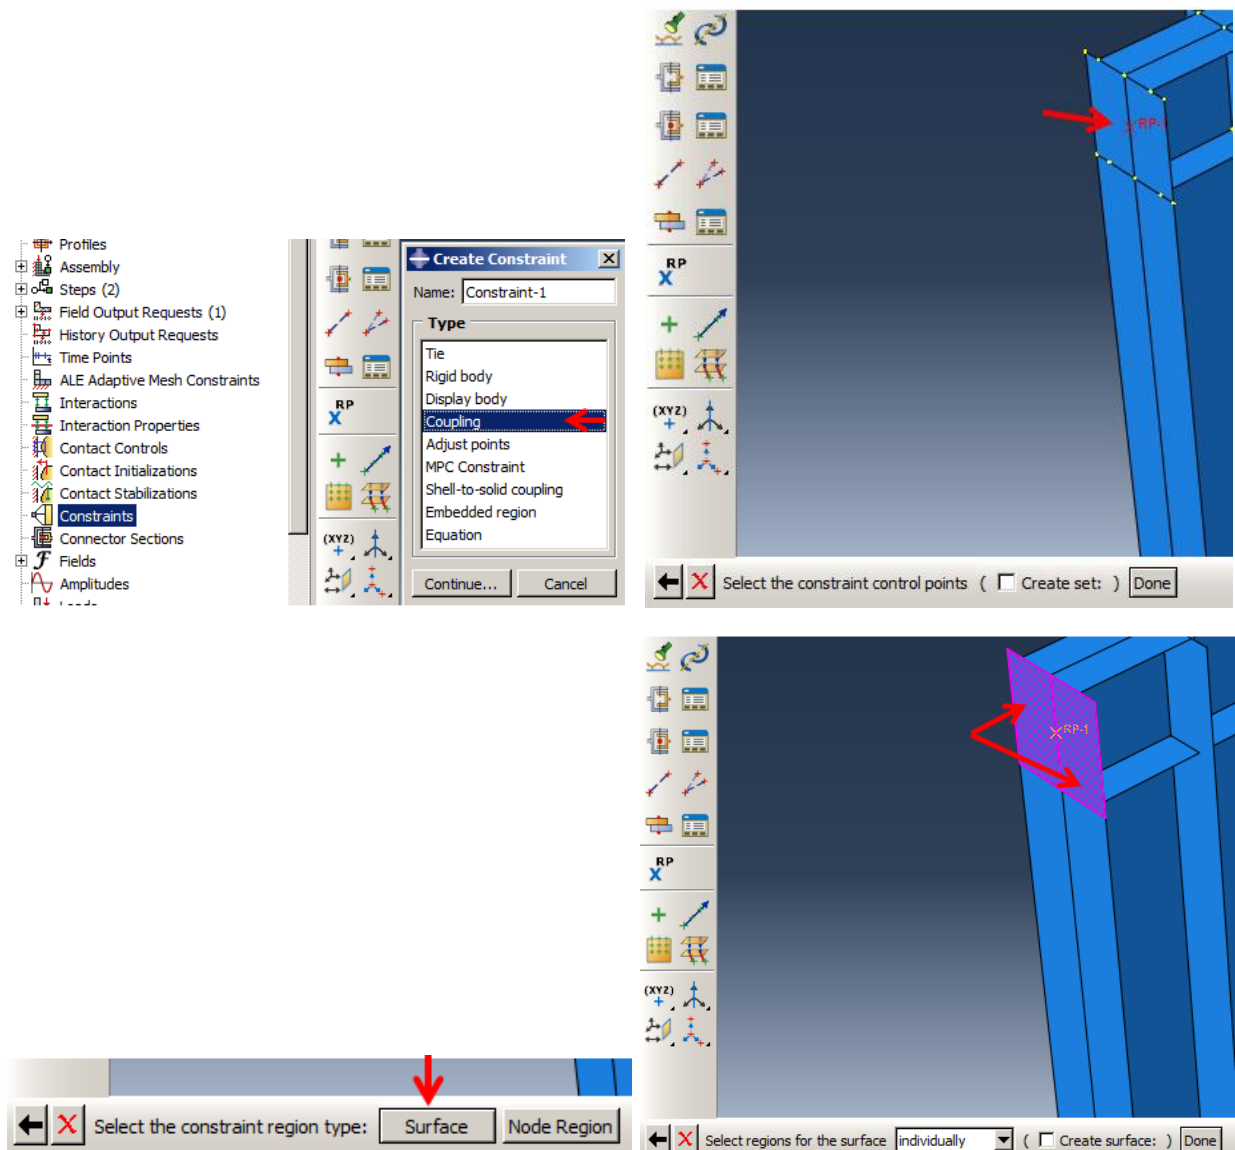 Profiles
Assembly
Steps (2)
Field Output Requests (1)
History Output Requests
Time Points
ALE Adaptive Mesh Constraints
Interactions
Interaction Properties
Contact Controls
Contact Initializations
Contact Stabilizations
Constraints
Connector Sections
Fields
Amplitudes
RP
(XYZ)
Create Constraint
Name: Constraint-1
Type
Tie
Rigid body
Display body
Coupling
Adjust points
MPC Constraint
Shell-to-solid coupling
Embedded region
Equation
Continue... Cancel
RP
(XYZ)
RP-1
Select the constraint control points ( Create set: ) Done
Select the constraint region type: Surface Node Region
RP
(XYZ)
RP-1
Select regions for the surface individually ( Create surface: ) Done